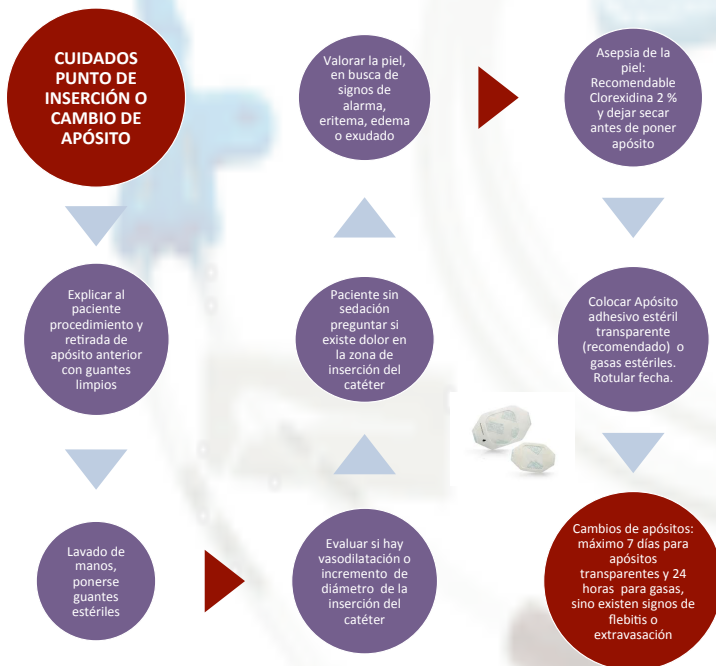 CUIDADOS
PUNTO DE
INSERCIÓN O
CAMBIO DE
APÓSITO
Explicar al
paciente
procedimiento y
retirada de
apósito anterior
con guantes
limpios
Lavado de
manos,
ponerse
guantes
estériles
Evaluar si hay
vasodilatación o
incremento de
diámetro de la
inserción del
catéter
Paciente sin
sedación
preguntar si
existe dolor en
la zona de
inserción del
catéter
Valorar la piel,
en busca de
signos de
alarma,
eritema, edema
o exudado
Asepsia de la
piel:
Recomendable
Clorexidina 2 %
y dejar secar
antes de poner
apósito
Colocar Apósito
adhesivo estéril
transparente
(recomendado) o
gasas estériles.
Rotular fecha.
Cambios de apósitos:
máximo 7 días para
apósitos
transparentes y 24
horas para gasas,
sino existen signos de
flebitis o
extravasación